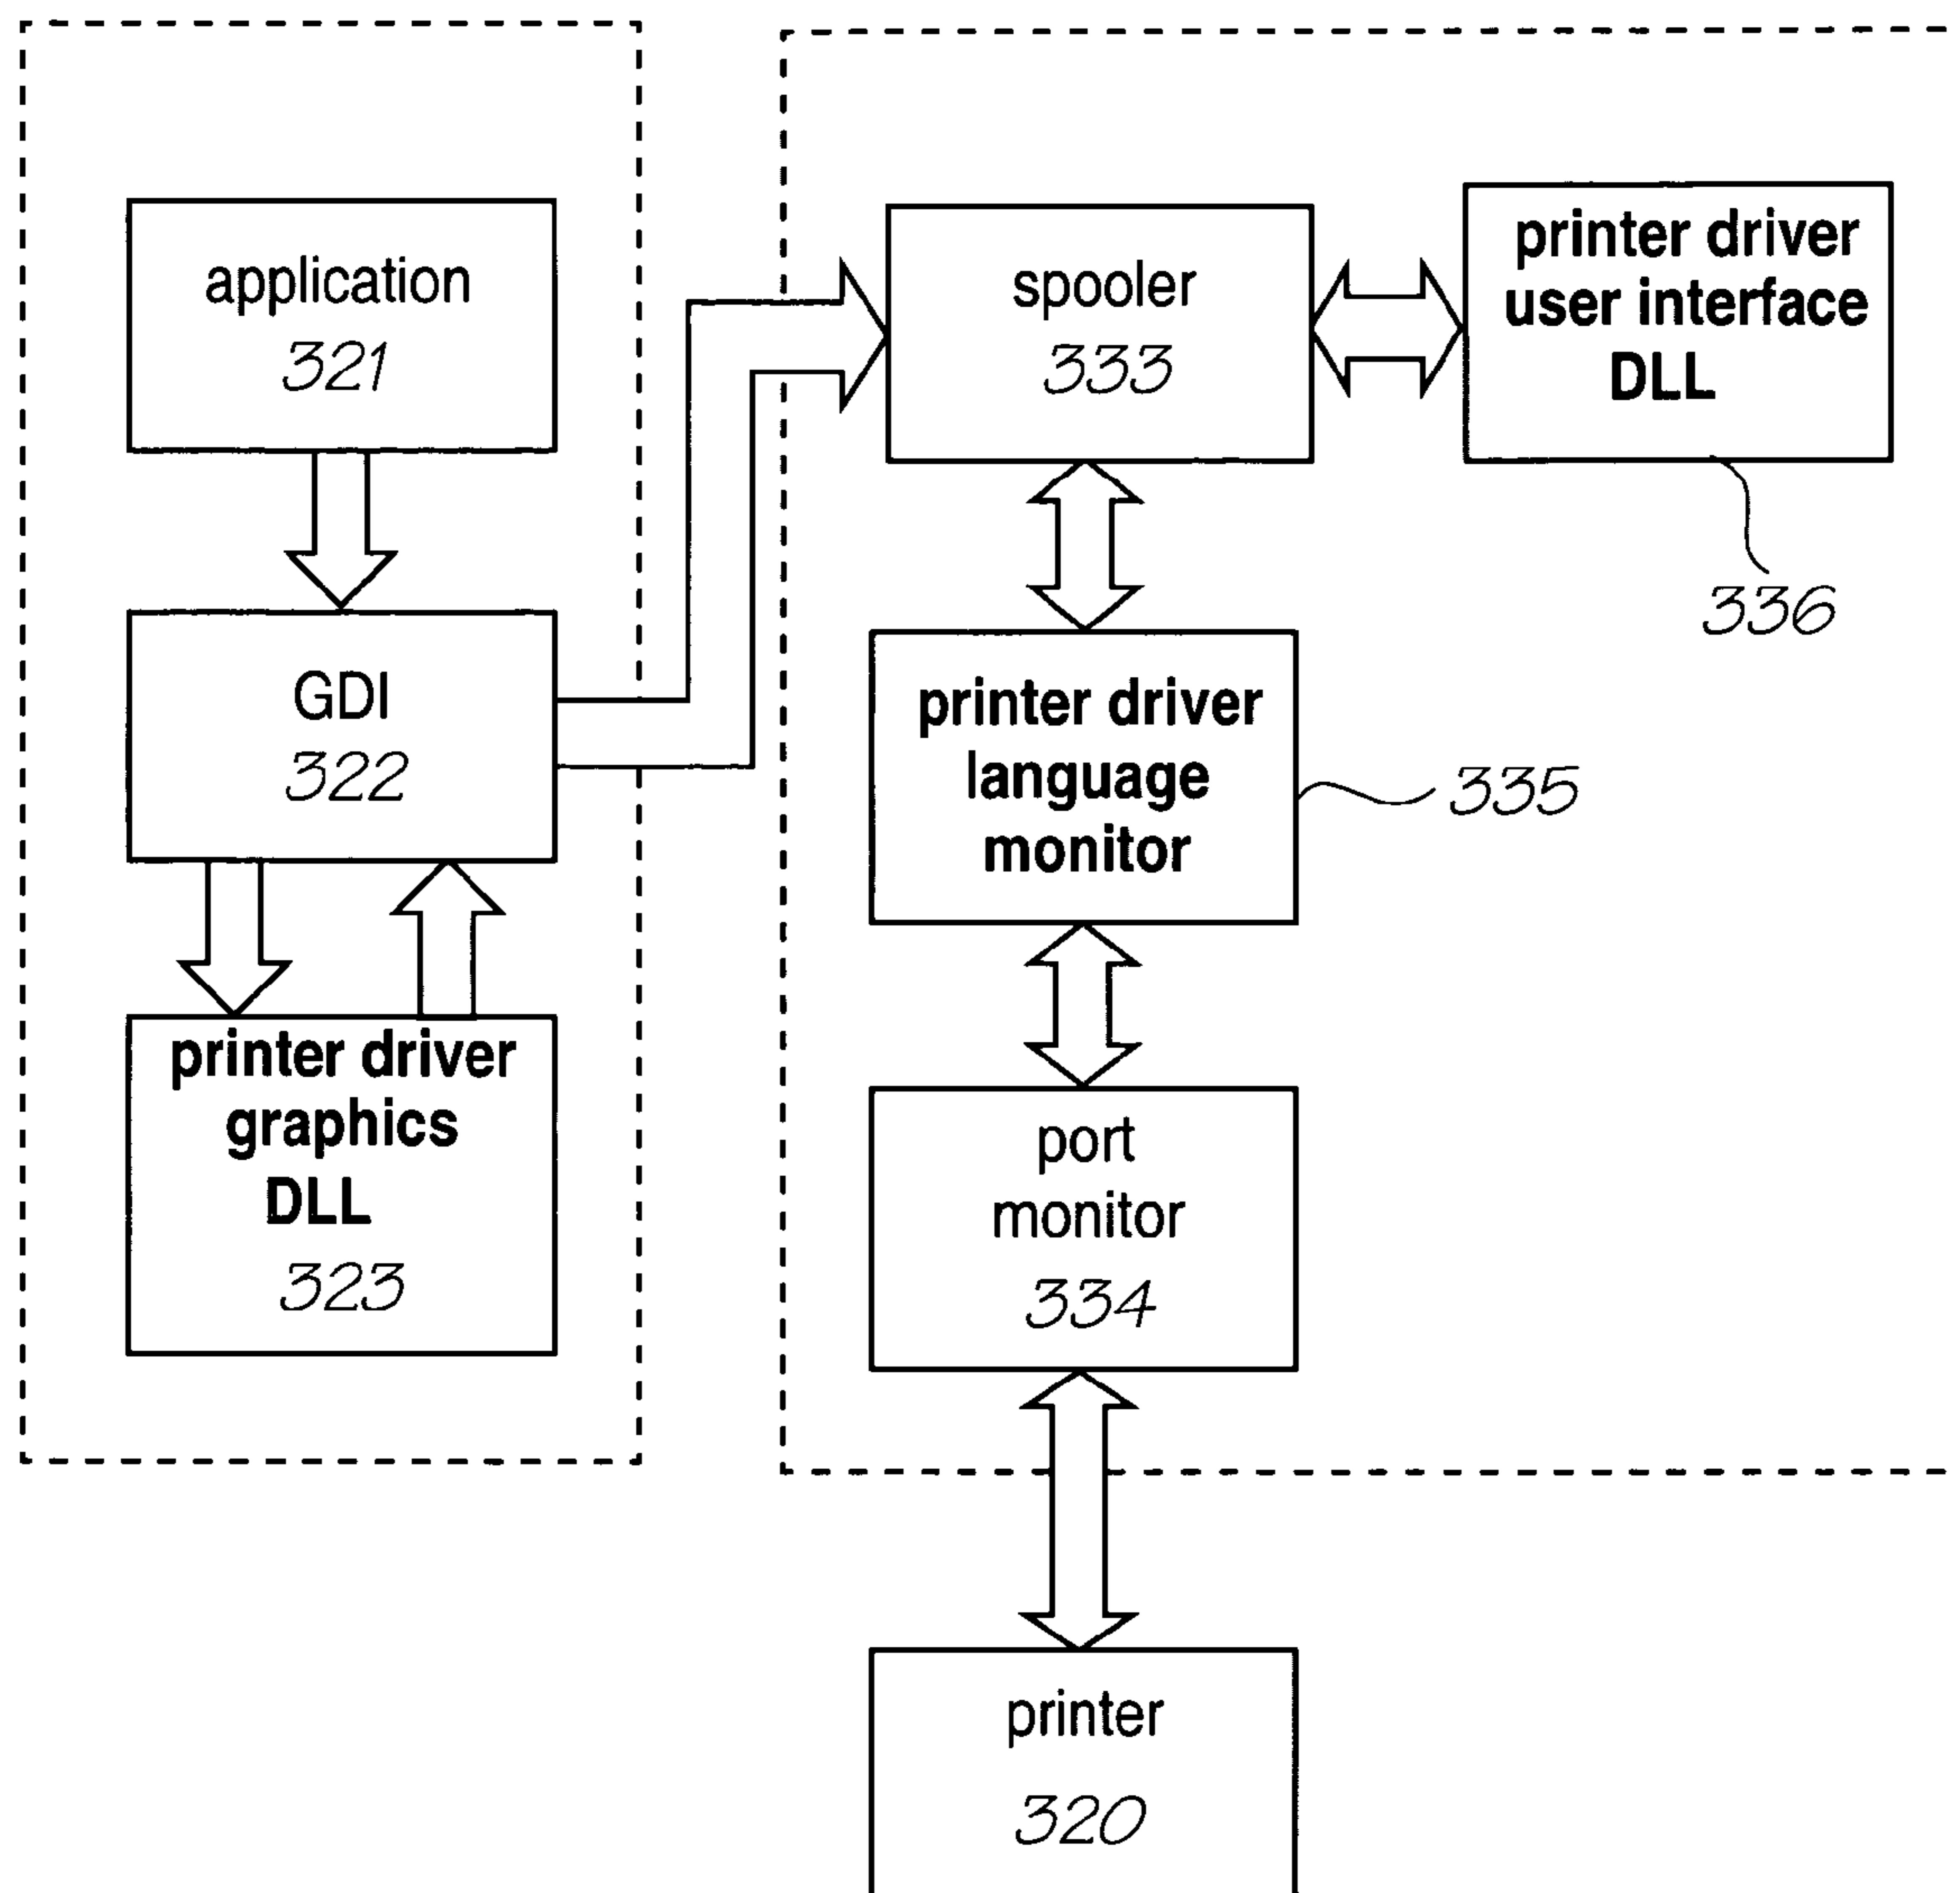 application
321
GDI
322
printer driver
graphics
DLL
323
spooler
333
printer driver
user interface
DLL
336
printer driver
language
monitor
335
port
monitor
334
printer
320